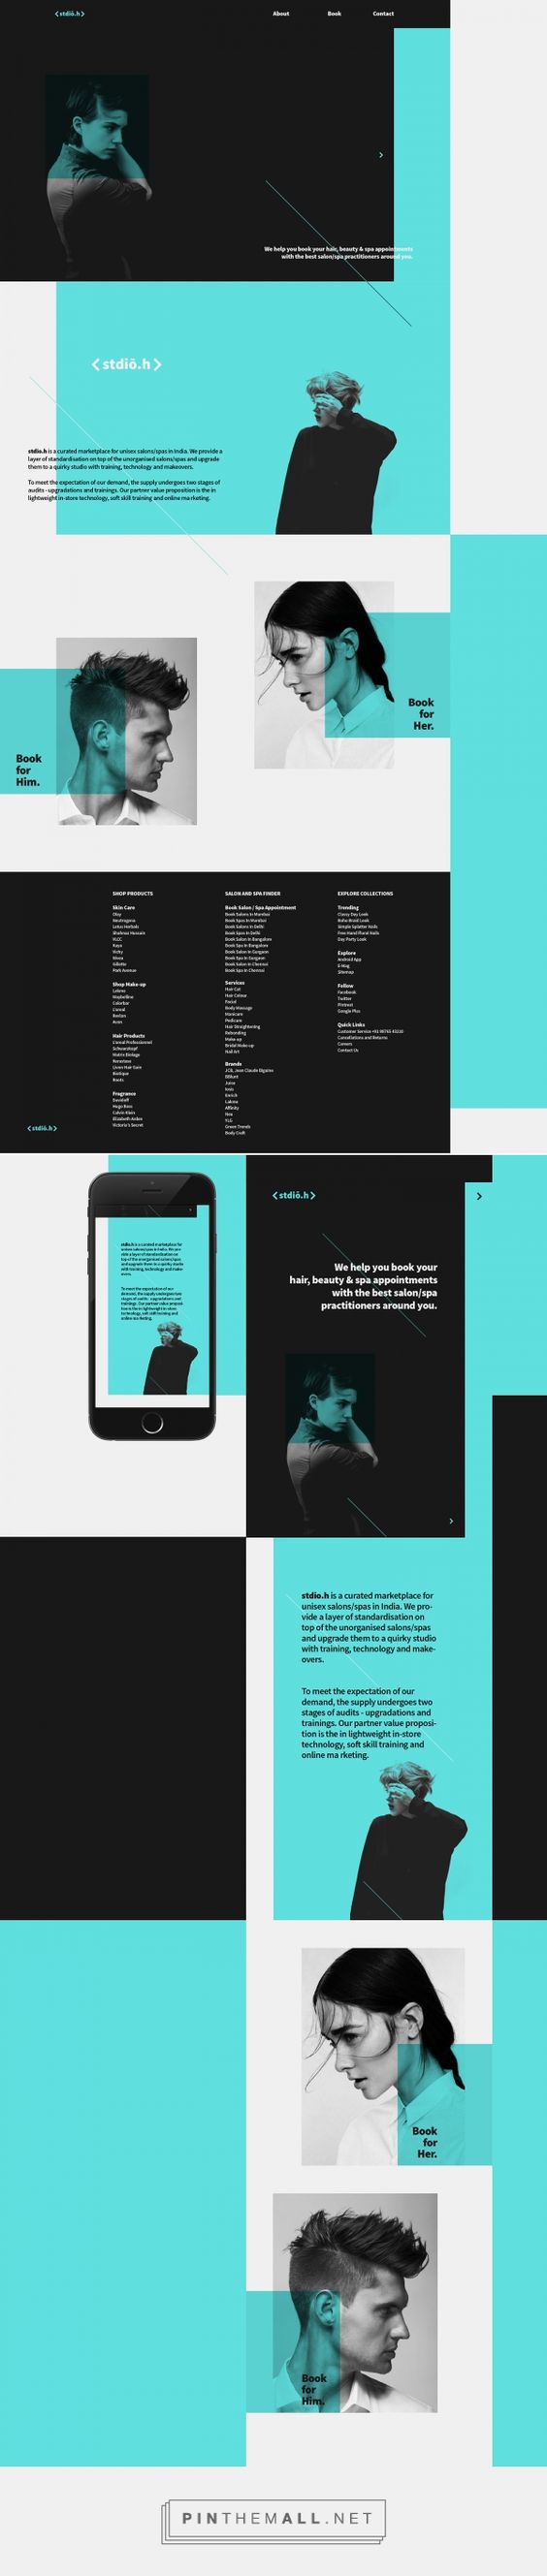 <stdiō.h>
About Book Contact
We help you book your hair, beauty & spa appointments
with the best salon/spa practitioners around you.
<stdiō.h>
stdio.h is a curated marketplace for unisex salons/spas in India. We provide a
layer of standardisation on top of the unorganised salons/spas and upgrade
them to a quirky studio with training, technology and makeovers.
To meet the expectation of our demand, the supply undergoes two stages of
audits - upgradations and trainings. Our partner value proposition is the in
lightweight in-store technology, soft skill training and online ma rketing.
Book
for
Her.
Book
for
Him.
SHOP PRODUCTS
Skin Care
Olay
Neutrogena
Lotus Herbals
Shahnaz Hussain
VLCC
Kaya
Vichy
Nivea
Gillette
Park Avenue
Shop Make-up
Lakme
Maybelline
Colorbar
L'oreal
Revlon
Avon
Hair Products
L'oreal Professionnel
Schwarzkopf
Matrix Biolage
Kerastase
Livon Hair Gain
Biotique
Roots
Fragrance
Davidoff
Hugo Boss
Calvin Klein
Elizabeth Arden
Victoria's Secret
SALON AND SPA FINDER
Book Salon / Spa Appointment
Book Salons in Mumbai
Book Spas in Mumbai
Book Salons in Delhi
Book Spas in Delhi
Book Salon in Bangalore
Book Spa in Bangalore
Book Salon in Gurgaon
Book Spa in Gurgaon
Book Salon in Chennai
Book Spa in Chennai
Services
Hair Cut
Hair Colour
Facial
Body Massage
Manicure
Pedicure
Hair Straightening
Rebonding
Make-up
Bridal Make-up
Nail Art
Brands
JCB, Jean Claude Biguine
BBlunt
Juice
Enrich
Lakme
Affinity
YLG
Green Trends
Body Craft
EXPLORE COLLECTIONS
Trending
Classy Day Look
Boho Braid Look
Simple Splatter Nails
Free Hand Floral Nails
Day Party Look
Explore
Android App
E-Mag
Sitemap
Follow
Facebook
Twitter
Pinterest
Google Plus
Quick Links
Customer Service +91 98765 43210
Cancellations and Returns
Careers
Contact Us
<stdiō.h>
stdio.h is a curated marketplace for
unisex salons/spas in India. We pro-
vide a layer of standardisation on
top of the unorganised salons/spas
and upgrade them to a quirky studio
with training, technology and make-
overs.
To meet the expectation of our
demand, the supply undergoes two
stages of audits - upgradations and
trainings. Our partner value proposi-
tion is the in lightweight in-store
technology, soft skill training and
online ma rketing.
<stdiō.h>
We help you book your
hair, beauty & spa appointments
with the best salon/spa
practitioners around you.
stdio.h is a curated marketplace for
unisex salons/spas in India. We pro-
vide a layer of standardisation on
top of the unorganised salons/spas
and upgrade them to a quirky studio
with training, technology and make-
overs.
To meet the expectation of our
demand, the supply undergoes two
stages of audits - upgradations and
trainings. Our partner value proposi-
tion is the in lightweight in-store
technology, soft skill training and
online ma rketing.
Book
for
Her.
Book
for
Him.
PINTHEMALL.NET